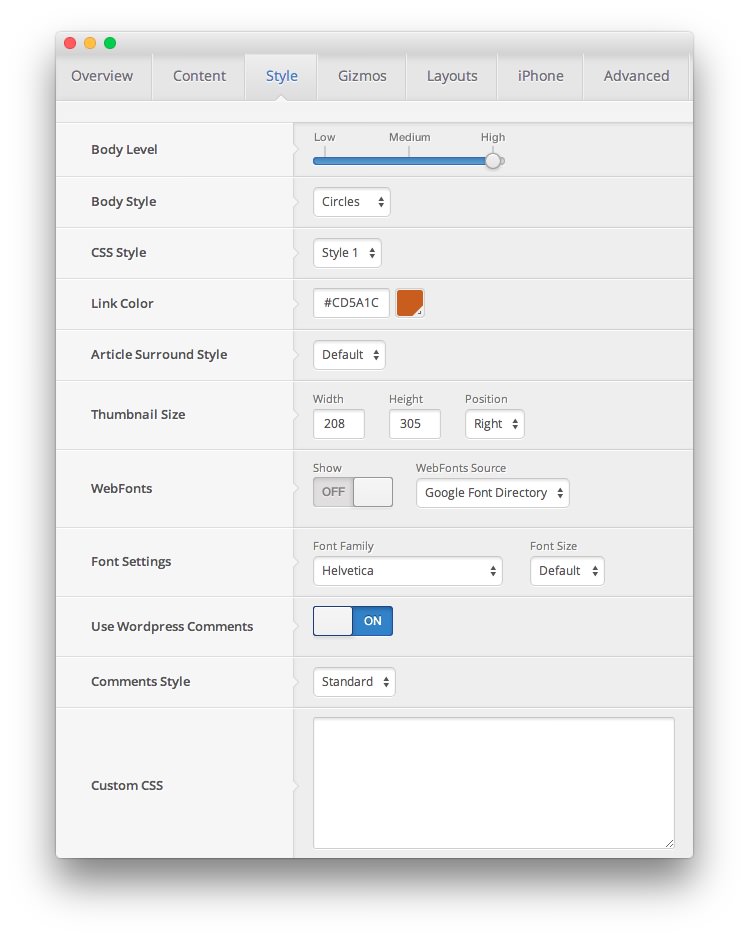 Overview Content Style Gizmos Layouts iPhone Advanced
Body Level
Low Medium High
Body Style
Circles
CSS Style
Style 1
Link Color
#CD5A1C
Article Surround Style
Default
Thumbnail Size
Width Height Position
208 305 Right
WebFonts
Show WebFonts Source
OFF Google Font Directory
Font Settings
Font Family Font Size
Helvetica Default
Use Wordpress Comments
ON
Comments Style
Standard
Custom CSS